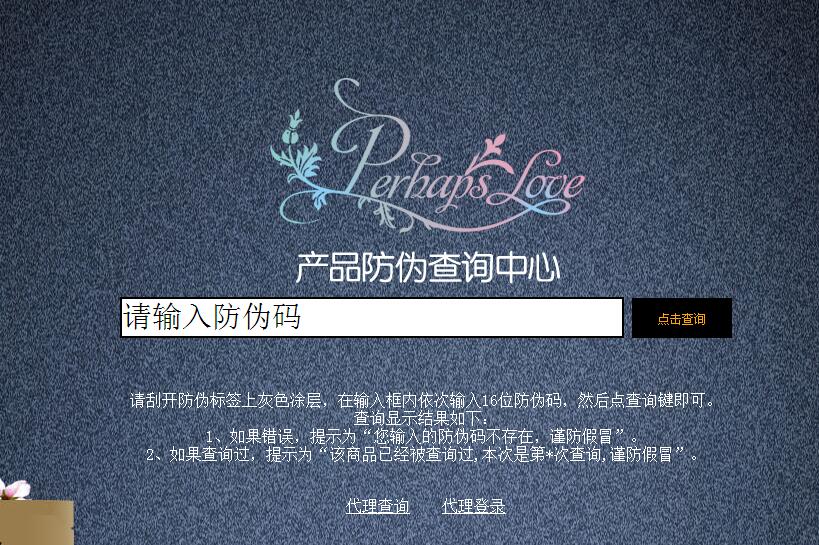 Perhaps Love
产品防伪查询中心
请输入防伪码
点击查询
请刮开防伪标签上灰色涂层，在输入框内依次输入16位防伪码，然后点查询键即可。
查询显示结果如下：
1、如果错误，提示为“您输入的防伪码不存在，谨防假冒”。
2、如果查询过，提示为“该商品已经被查询过,本次是第*次查询,谨防假冒”。
代理查询 代理登录